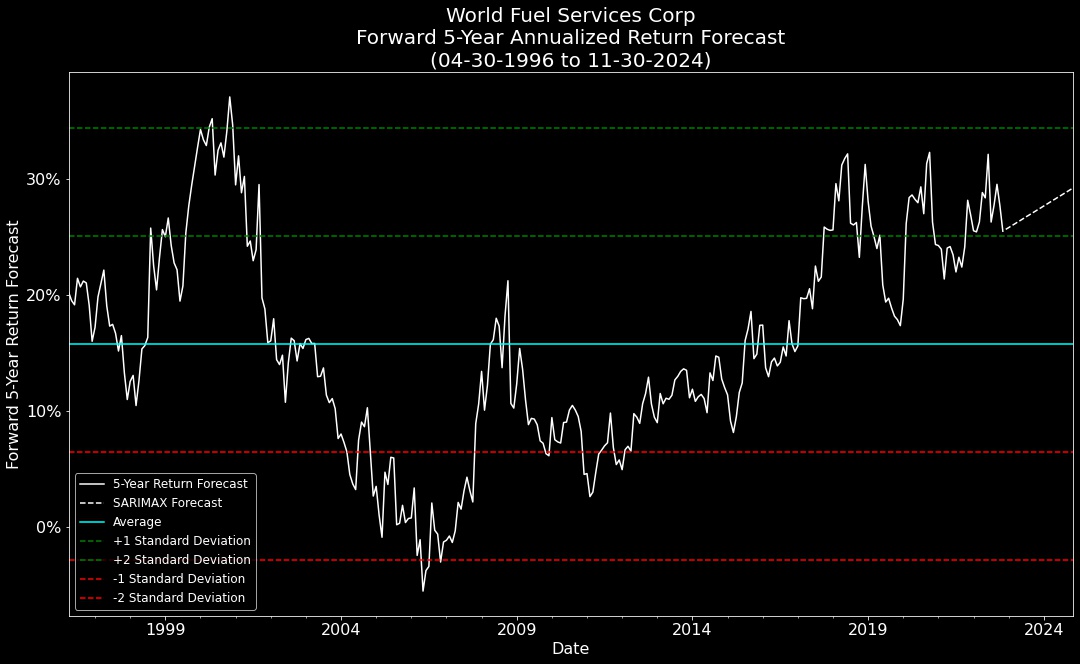 World Fuel Services Corp
Forward 5-Year Annualized Return Forecast
(04-30-1996 to 11-30-2024)
Forward 5-Year Return Forecast
30%
20%
10%
0%
5-Year Return Forecast
SARIMAX Forecast
Average
+1 Standard Deviation
+2 Standard Deviation
-1 Standard Deviation
-2 Standard Deviation
1999 2004 2009 2014 2019 2024
Date